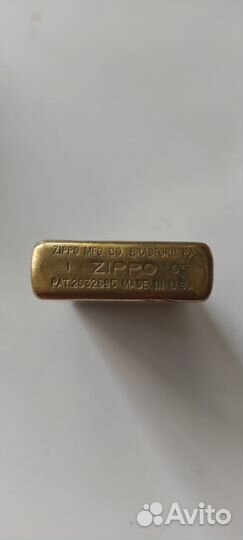 ZIPPO MFG. CO. BRADFORD, PA.
I ZIPPO 05
PAT. 2032695 MADE IN U.S.A.
Avito